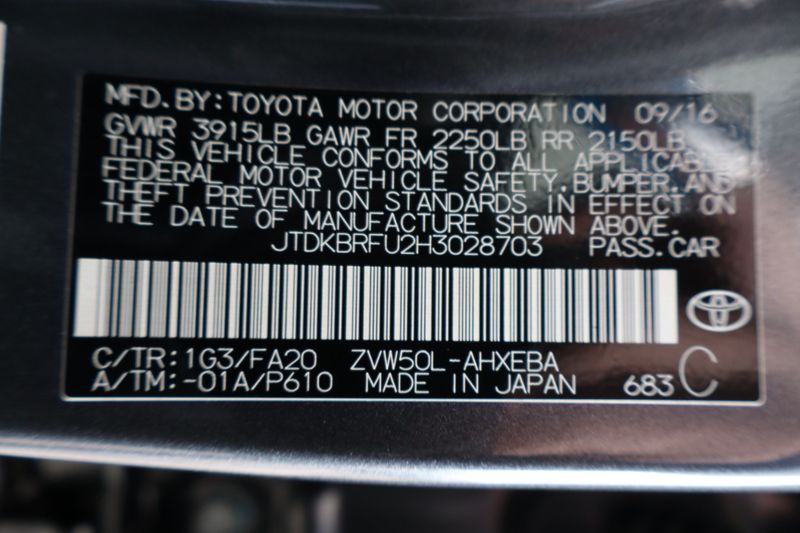 MFD. BY: TOYOTA MOTOR CORPORATION 09/16
GVWR 3915LB GAWR FR 2250LB RR 2150LB
THIS VEHICLE CONFORMS TO ALL APPLICABLE
FEDERAL MOTOR VEHICLE SAFETY, BUMPER, AND
THEFT PREVENTION STANDARDS IN EFFECT ON
THE DATE OF MANUFACTURE SHOWN ABOVE.
JTDKBRFU2H3028703 PASS.CAR
C/TR: 1G3/FA20 ZVW50L-AHXEBA
A/TM: -01A/P610 MADE IN JAPAN 683 C